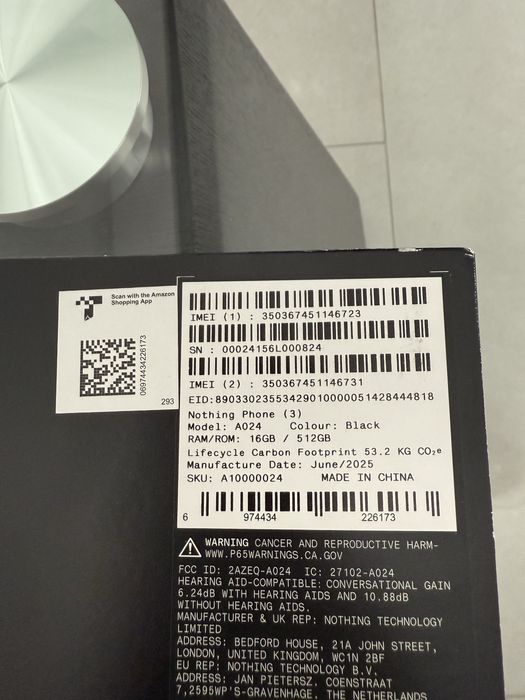 Scan with the Amazon
Shopping App
06974434226173
293
IMEI (1) : 350367451146723
SN : 00024156L000824
IMEI (2) : 350367451146731
EID:89033023553429010000051428444818
Nothing Phone (3)
Model: A024 Colour: Black
RAM/ROM: 16GB / 512GB
Lifecycle Carbon Footprint 53.2 KG CO₂e
Manufacture Date: June/2025
SKU: A10000024 MADE IN CHINA
6 974434 226173
WARNING CANCER AND REPRODUCTIVE HARM-
WWW.P65WARNINGS.CA.GOV
FCC ID: 2AZEQ-A024 IC: 27102-A024
HEARING AID-COMPATIBLE: CONVERSATIONAL GAIN
6.24dB WITH HEARING AIDS AND 10.88dB
WITHOUT HEARING AIDS.
MANUFACTURER & UK REP: NOTHING TECHNOLOGY
LIMITED
ADDRESS: BEDFORD HOUSE, 21A JOHN STREET,
LONDON, UNITED KINGDOM, WC1N 2BF
EU REP: NOTHING TECHNOLOGY B.V.
ADDRESS: JAN PIETERSZ. COENSTRAAT
7,2595WP'S-GRAVENHAGE, THE NETHERLANDS